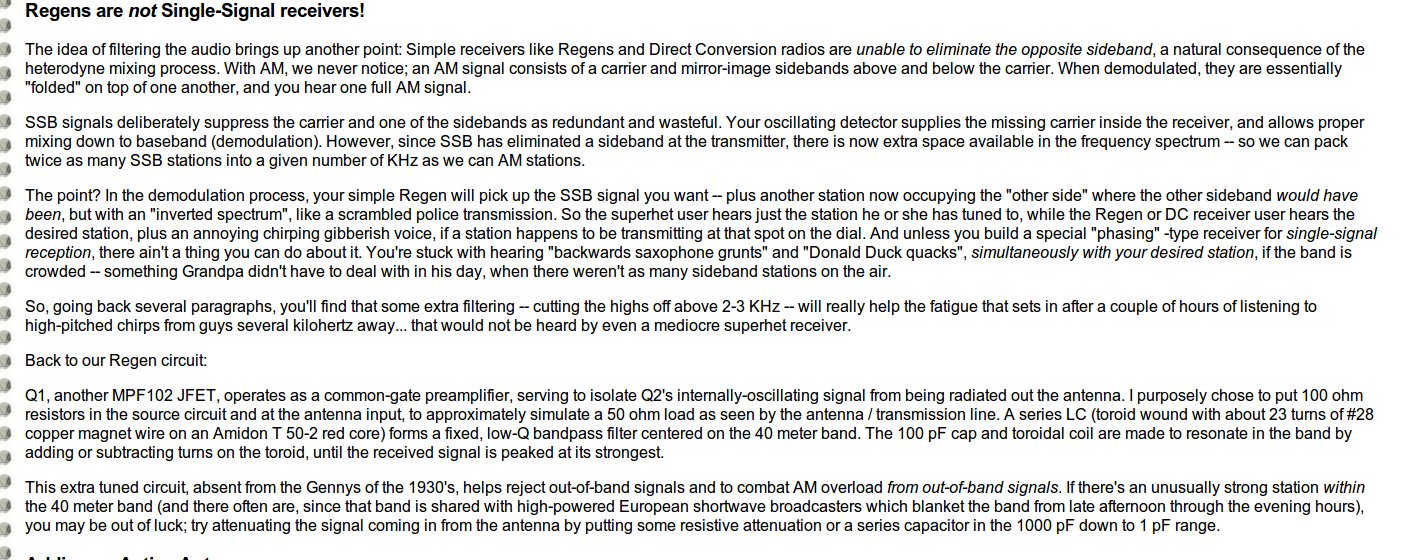 Regens are not Single-Signal receivers!
The idea of filtering the audio brings up another point: Simple receivers like Regens and Direct Conversion radios are unable to eliminate the opposite sideband, a natural consequence of the
heterodyne mixing process. With AM, we never notice; an AM signal consists of a carrier and mirror-image sidebands above and below the carrier. When demodulated, they are essentially
"folded" on top of one another, and you hear one full AM signal.
SSB signals deliberately suppress the carrier and one of the sidebands as redundant and wasteful. Your oscillating detector supplies the missing carrier inside the receiver, and allows proper
mixing down to baseband (demodulation). However, since SSB has eliminated a sideband at the transmitter, there is now extra space available in the frequency spectrum -- so we can pack
twice as many SSB stations into a given number of KHz as we can AM stations.
The point? In the demodulation process, your simple Regen will pick up the SSB signal you want -- plus another station now occupying the "other side" where the other sideband would have
been, but with an "inverted spectrum", like a scrambled police transmission. So the superhet user hears just the station he or she has tuned to, while the Regen or DC receiver user hears the
desired station, plus an annoying chirping gibberish voice, if a station happens to be transmitting at that spot on the dial. And unless you build a special "phasing" -type receiver for single-signal
reception, there ain't a thing you can do about it. You're stuck with hearing "backwards saxophone grunts" and "Donald Duck quacks", simultaneously with your desired station, if the band is
crowded -- something Grandpa didn't have to deal with in his day, when there weren't as many sideband stations on the air.
So, going back several paragraphs, you'll find that some extra filtering -- cutting the highs off above 2-3 KHz -- will really help the fatigue that sets in after a couple of hours of listening to
high-pitched chirps from guys several kilohertz away... that would not be heard by even a mediocre superhet receiver.
Back to our Regen circuit:
Q1, another MPF102 JFET, operates as a common-gate preamplifier, serving to isolate Q2's internally-oscillating signal from being radiated out the antenna. I purposely chose to put 100 ohm
resistors in the source circuit and at the antenna input, to approximately simulate a 50 ohm load as seen by the antenna / transmission line. A series LC (toroid wound with about 23 turns of #28
copper magnet wire on an Amidon T 50-2 red core) forms a fixed, low-Q bandpass filter centered on the 40 meter band. The 100 pF cap and toroidal coil are made to resonate in the band by
adding or subtracting turns on the toroid, until the received signal is peaked at its strongest.
This extra tuned circuit, absent from the Gennys of the 1930's, helps reject out-of-band signals and to combat AM overload from out-of-band signals. If there's an unusually strong station within
the 40 meter band (and there often are, since that band is shared with high-powered European shortwave broadcasters which blanket the band from late afternoon through the evening hours),
you may be out of luck; try attenuating the signal coming in from the antenna by putting some resistive attenuation or a series capacitor in the 1000 pF down to 1 pF range.